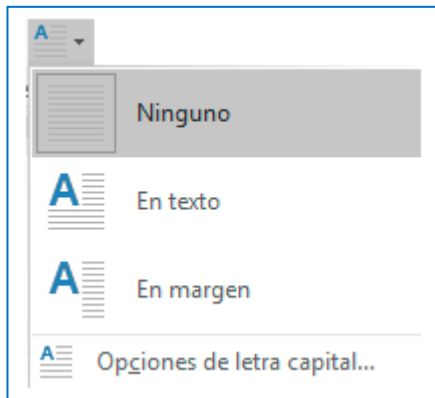 Ninguno
En texto
En margen
Opciones de letra capital...